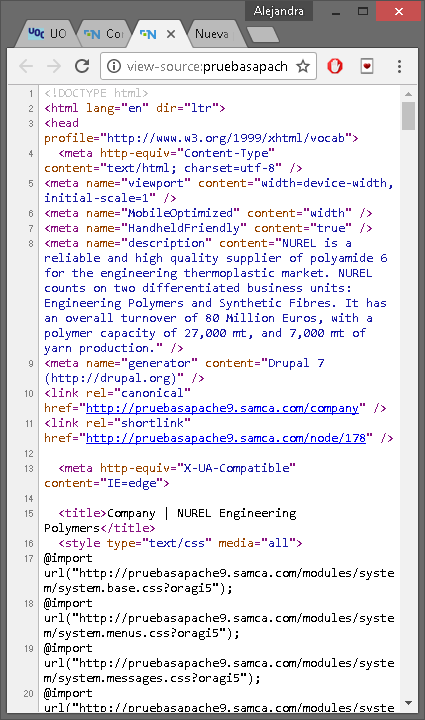 Alejandra
UO
Co
N
Nueva
view-source:pruebasapach
1 <!DOCTYPE html>
2 <html lang="en" dir="ltr">
3 <head
profile="http://www.w3.org/1999/xhtml/vocab">
4 <meta http-equiv="Content-Type"
content="text/html; charset=utf-8" />
5 <meta name="viewport" content="width=device-width,
initial-scale=1" />
6 <meta name="MobileOptimized" content="width" />
7 <meta name="HandheldFriendly" content="true" />
8 <meta name="description" content="NUREL is a
reliable and high quality supplier of polyamide 6
for the engineering thermoplastic market. NUREL
counts on two differentiated business units:
Engineering Polymers and Synthetic Fibres. It has
an overall turnover of 80 Million Euros, with a
polymer capacity of 27,000 mt, and 7,000 mt of
yarn production." />
9 <meta name="generator" content="Drupal 7
(http://drupal.org)" />
10 <link rel="canonical"
href="http://pruebasapache9.samca.com/company" />
11 <link rel="shortlink"
href="http://pruebasapache9.samca.com/node/178" />
12
13 <meta http-equiv="X-UA-Compatible"
content="IE=edge">
14
15 <title>Company | NUREL Engineering
Polymers</title>
16 <style type="text/css" media="all">
17 @import
url("http://pruebasapache9.samca.com/modules/syste
m/system.base.css?oragi5");
18 @import
url("http://pruebasapache9.samca.com/modules/syste
m/system.menus.css?oragi5");
19 @import
url("http://pruebasapache9.samca.com/modules/syste
m/system.messages.css?oragi5");
20 @import
url("http://pruebasapache9.samca.com/modules/syste